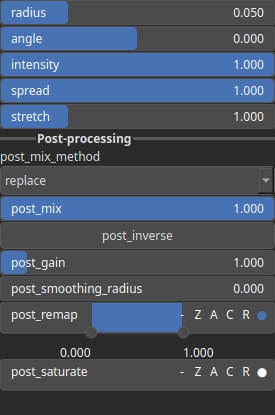 radius 0.050
angle 0.000
intensity 1.000
spread 1.000
stretch 1.000
Post-processing
post_mix_method
replace
post_mix 1.000
post_inverse
post_gain 1.000
post_smoothing_radius 0.000
post_remap - Z A C R
0.000 1.000
post_saturate - Z A C R